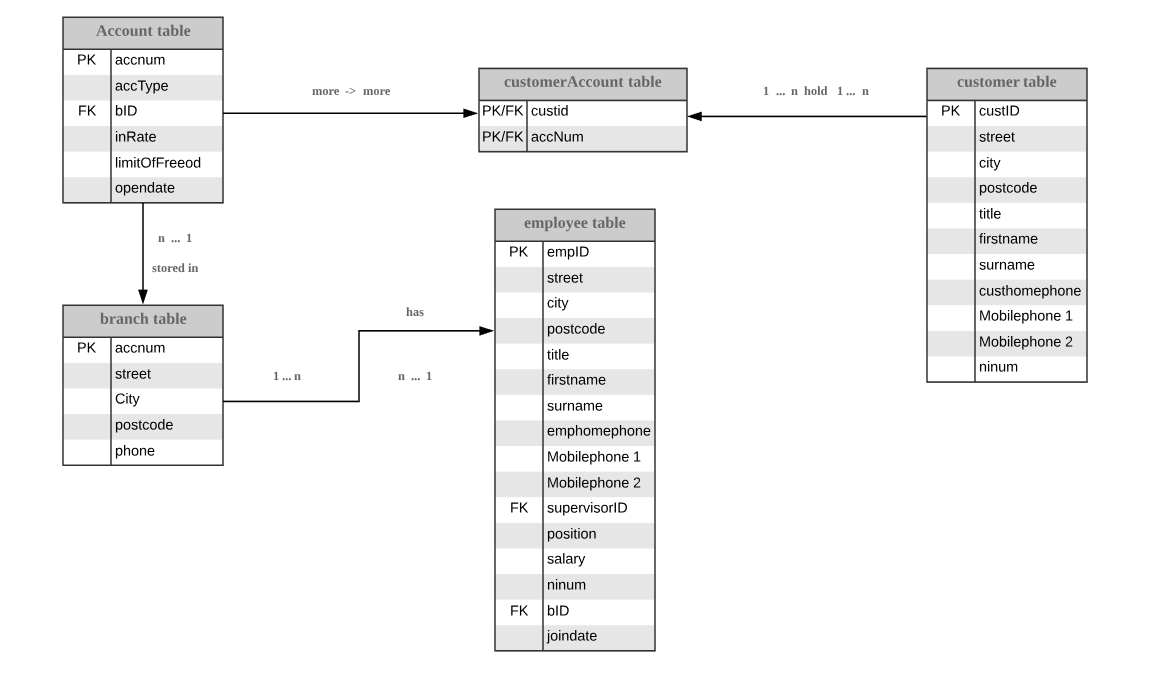 Account table
PK accnum
accType
FK bID
inRate
limitOfFreeod
opendate
more -> more
customerAccount table
PK/FK custid
PK/FK accNum
1 ... n hold 1 ... n
customer table
PK custID
street
city
postcode
title
firstname
surname
custhomephone
Mobilephone 1
Mobilephone 2
ninum
n ... 1
stored in
branch table
PK accnum
street
City
postcode
phone
1 ... n
has
n ... 1
employee table
PK empID
street
city
postcode
title
firstname
surname
emphomephone
Mobilephone 1
Mobilephone 2
FK supervisorID
position
salary
ninum
FK bID
joindate